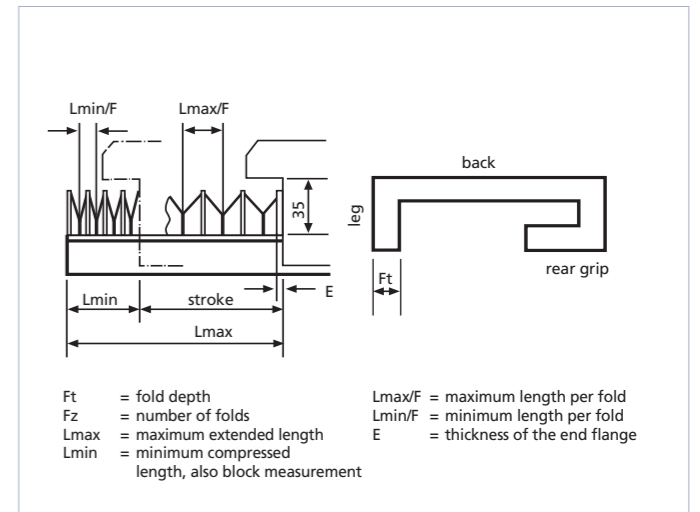 Lmin/F
Lmax/F
35
E
Lmin
stroke
Lmax
back
leg
Ft
rear grip
Ft = fold depth
Fz = number of folds
Lmax = maximum extended length
Lmin = minimum compressed
length, also block measurement
Lmax/F = maximum length per fold
Lmin/F = minimum length per fold
E = thickness of the end flange